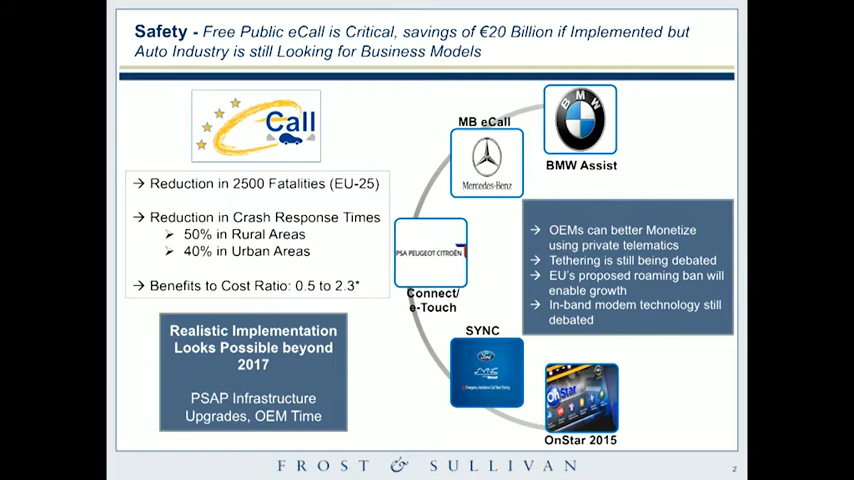 Safety - Free Public eCall is Critical, savings of €20 Billion if Implemented but
Auto Industry is still Looking for Business Models
eCall
→ Reduction in 2500 Fatalities (EU-25)
→ Reduction in Crash Response Times
➢ 50% in Rural Areas
➢ 40% in Urban Areas
→ Benefits to Cost Ratio: 0.5 to 2.3*
Realistic Implementation
Looks Possible beyond
2017
PSAP Infrastructure
Upgrades, OEM Time
BMW
BMW Assist
MB eCall
Mercedes-Benz
PSA PEUGEOT CITROËN
Connect/
e-Touch
SYNC
Ford
SYNC
OnStar
OnStar 2015
→ OEMs can better Monetize
using private telematics
→ Tethering is still being debated
→ EU's proposed roaming ban will
enable growth
→ In-band modem technology still
debated
FROST & SULLIVAN
2